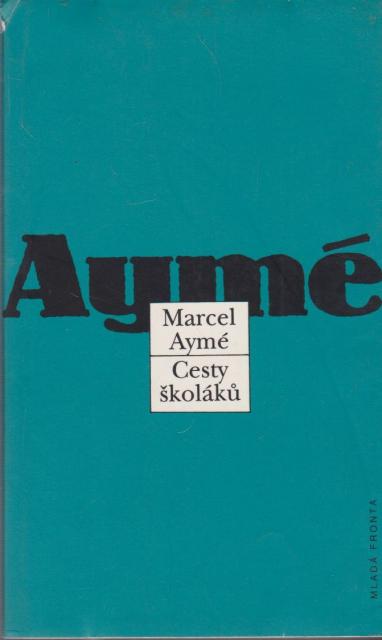 Aymé
Marcel
Aymé
Cesty
školáků
MLADÁ FRONTA